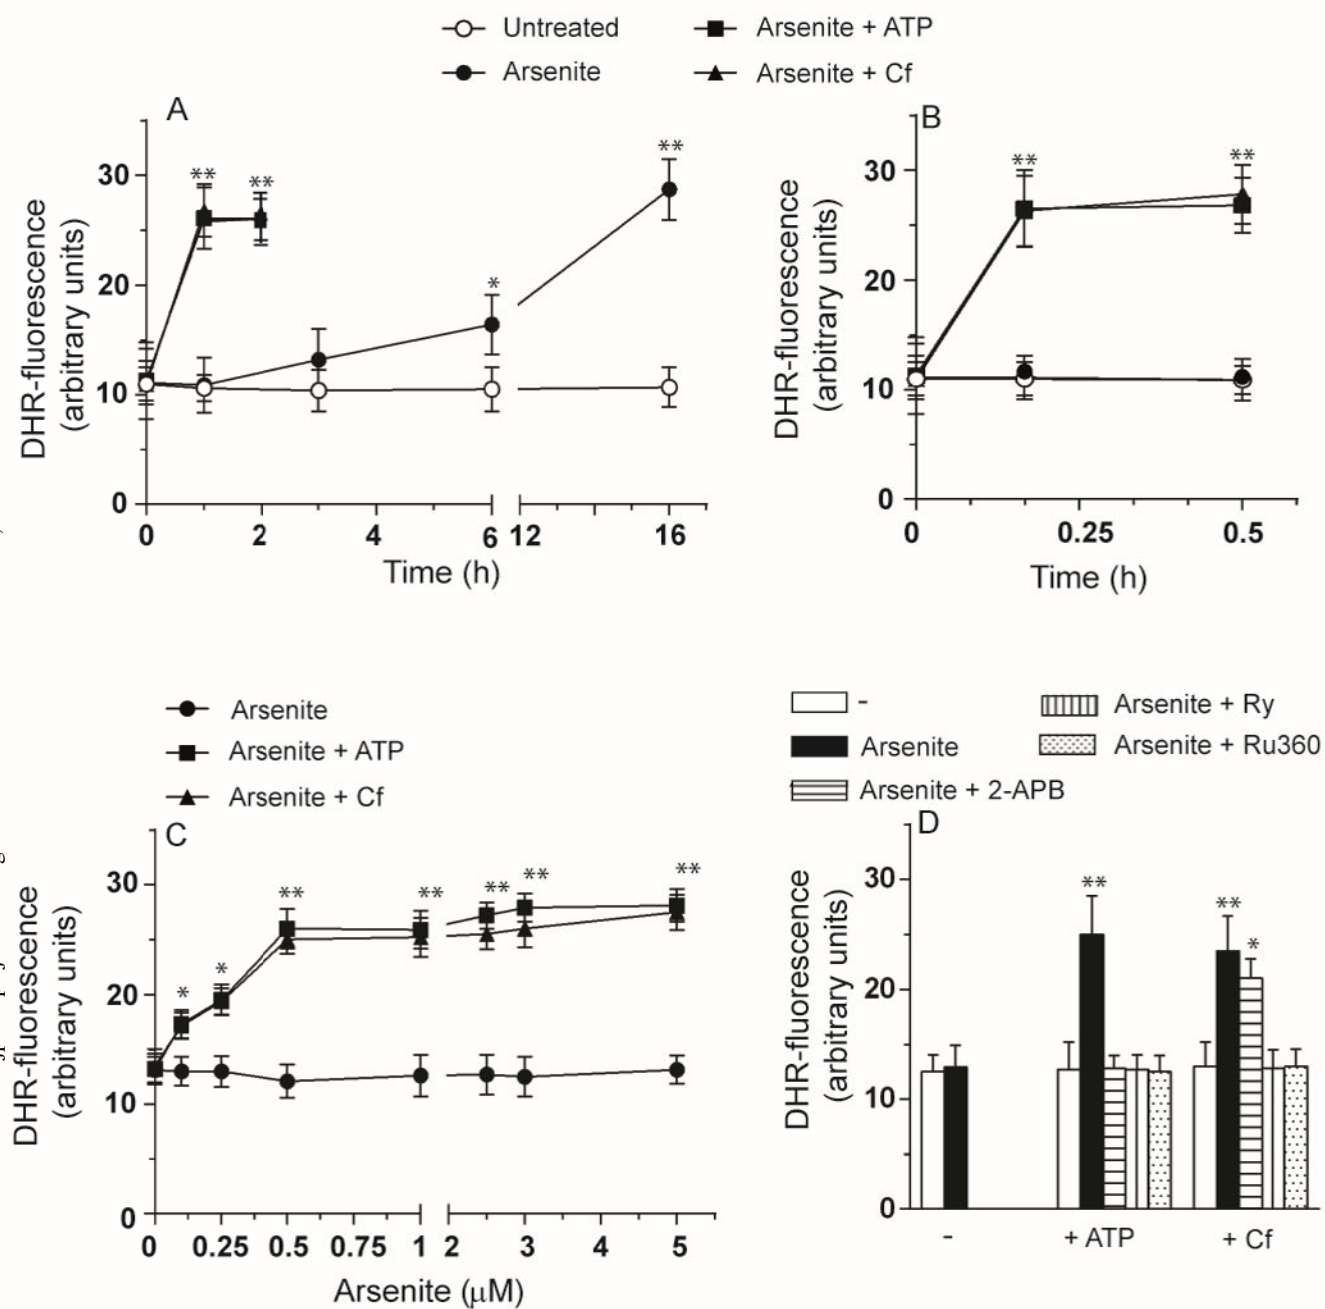 Untreated
Arsenite
Arsenite + ATP
Arsenite + Cf
A
DHR-fluorescence
(arbitrary units)
30
20
10
0
**
**
*
**
0 2 4 6 12 16
Time (h)
B
DHR-fluorescence
(arbitrary units)
30
20
10
0
**
**
0 0.25 0.5
Time (h)
Arsenite
Arsenite + ATP
Arsenite + Cf
C
DHR-fluorescence
(arbitrary units)
30
20
10
0
*
*
**
**
**
**
**
0 0.25 0.5 0.75 1 2 3 4 5
Arsenite (μM)
-
Arsenite
Arsenite + 2-APB
Arsenite + Ry
Arsenite + Ru360
D
DHR-fluorescence
(arbitrary units)
30
20
10
0
**
**
*
- + ATP + Cf